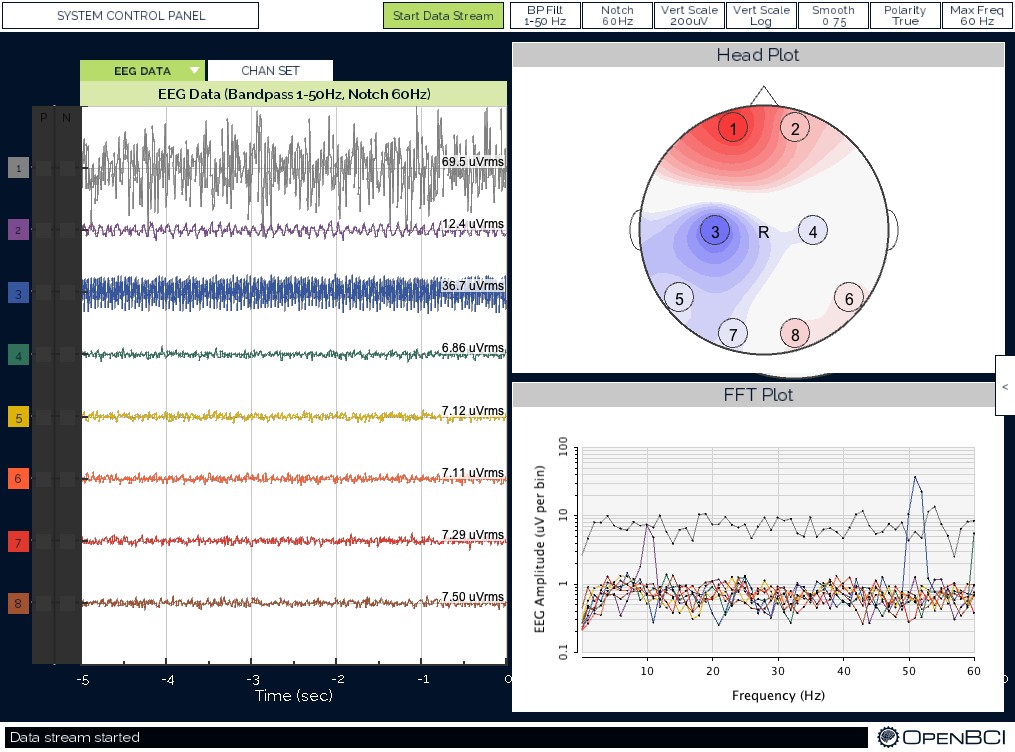 SYSTEM CONTROL PANEL
Start Data Stream
BP Filt
1-50 Hz
Notch
60Hz
Vert Scale
200uV
Vert Scale
Log
Smooth
0.75
Polarity
True
Max Freq
60 Hz
EEG DATA
CHAN SET
EEG Data (Bandpass 1-50Hz, Notch 60Hz)
P N
1
69.5 uVrms
2
12.4 uVrms
3
36.7 uVrms
4
6.86 uVrms
5
7.12 uVrms
6
7.11 uVrms
7
7.29 uVrms
8
7.50 uVrms
-5 -4 -3 -2 -1 0
Time (sec)
Head Plot
1 2
3 R 4
5 6
7 8
<
FFT Plot
EEG Amplitude (uV per bin)
100
10
1
0.1
10 20 30 40 50 60
Frequency (Hz)
Data stream started
OPENBCI